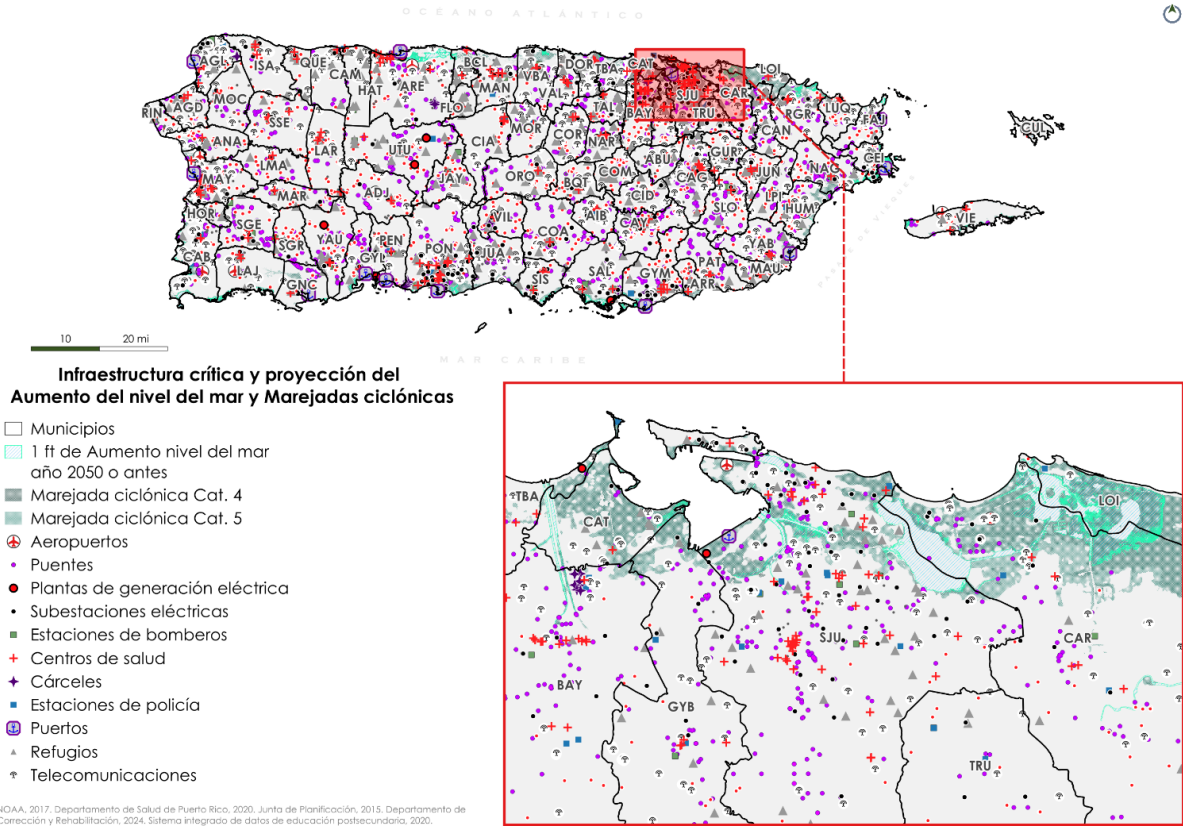 OCEANO ATLÁNTICO
AGL
ISA
QUE
CAM
HAT
ARE
BCL
MAN
VBA
VAL
DOR
TBA
CAT
LOI
RIN
AGD
MOC
SSE
FLO
TAL
BAY
SJU
CAR
TRU
CAN
RGR
LUQ
FAJ
CUL
ANA
LAR
UTU
CIA
MOR
COR
NAR
ABU
GUR
CEI
MAY
LMA
MAR
ADJ
JAY
ORO
BQT
COM
CID
CAG
JUN
NAG
HOR
SGE
VIL
AIB
CAY
SLO
LPI
HUM
VIE
CAB
SGR
YAU
PEN
GYL
PON
JUA
COA
YAB
LAJ
GNC
SIS
SAL
GYM
PAT
ARR
MAU
10
20 mi
MAR CARIBE
Infraestructura crítica y proyección del
Aumento del nivel del mar y Marejadas ciclónicas
Municipios
1 ft de Aumento nivel del mar
año 2050 o antes
Marejada ciclónica Cat. 4
Marejada ciclónica Cat. 5
Aeropuertos
Puentes
Plantas de generación eléctrica
Subestaciones eléctricas
Estaciones de bomberos
Centros de salud
Cárceles
Estaciones de policía
Puertos
Refugios
Telecomunicaciones
NOAA, 2017. Departamento de Salud de Puerto Rico, 2020. Junta de Planificación, 2015. Departamento de
Corrección y Rehabilitación, 2024. Sistema integrado de datos de educación postsecundaria, 2020.
TBA
CAT
LOI
SJU
CAR
BAY
GYB
TRU